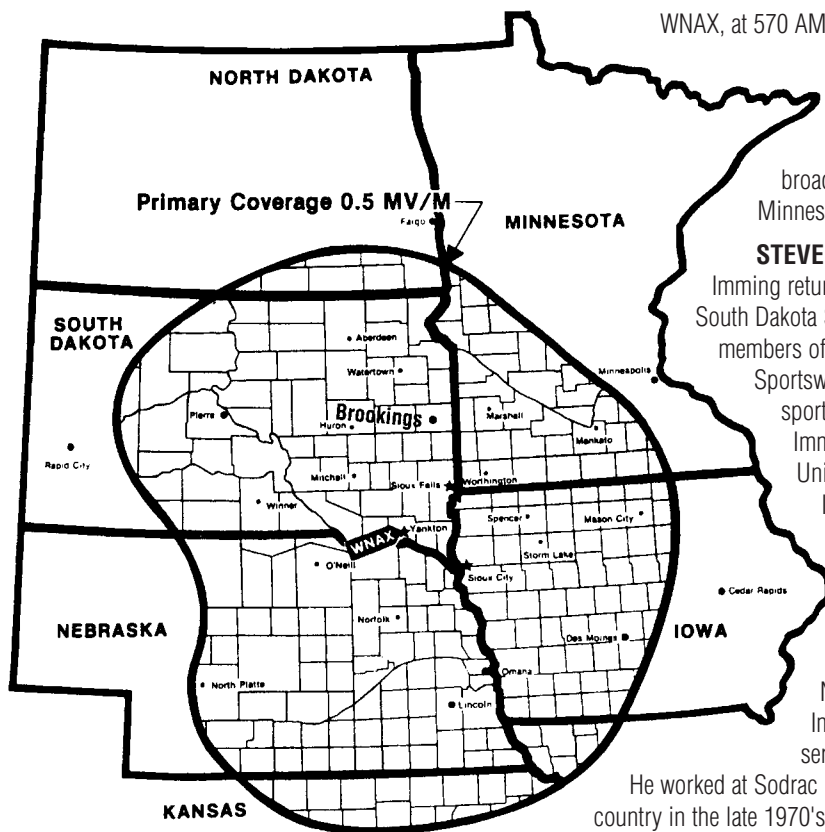 WNAX, at 570 AM
NORTH DAKOTA
broad
Primary Coverage 0.5 MV/M
Minnes
Fargo
MINNESOTA
STEVE
Imming retur
South Dakota
members of
Sportsw
sport
Imm
Uni
SOUTH
DAKOTA
Aberdeen
Watertown
Minneapolis
Pierre
Brookings
Marshall
Huron
Mankato
Rapid City
Mitchell
Sioux Falls
Worthington
Winner
Spencer
Mason City
Yankton
WNAX
Storm Lake
O'Neill
Sioux City
Cedar Rapids
Norfolk
NEBRASKA
Des Moines
IOWA
North Platte
Omaha
Lincoln
N
In
ser
He worked at Sodrac
country in the late 1970's
KANSAS